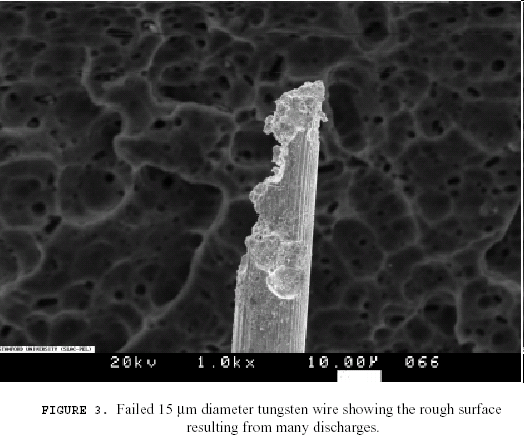 STANFORD UNIVERSITY (SLAC-PEL)
20kv 1.0kx 10.00µ 066
FIGURE 3. Failed 15 µm diameter tungsten wire showing the rough surface
resulting from many discharges.